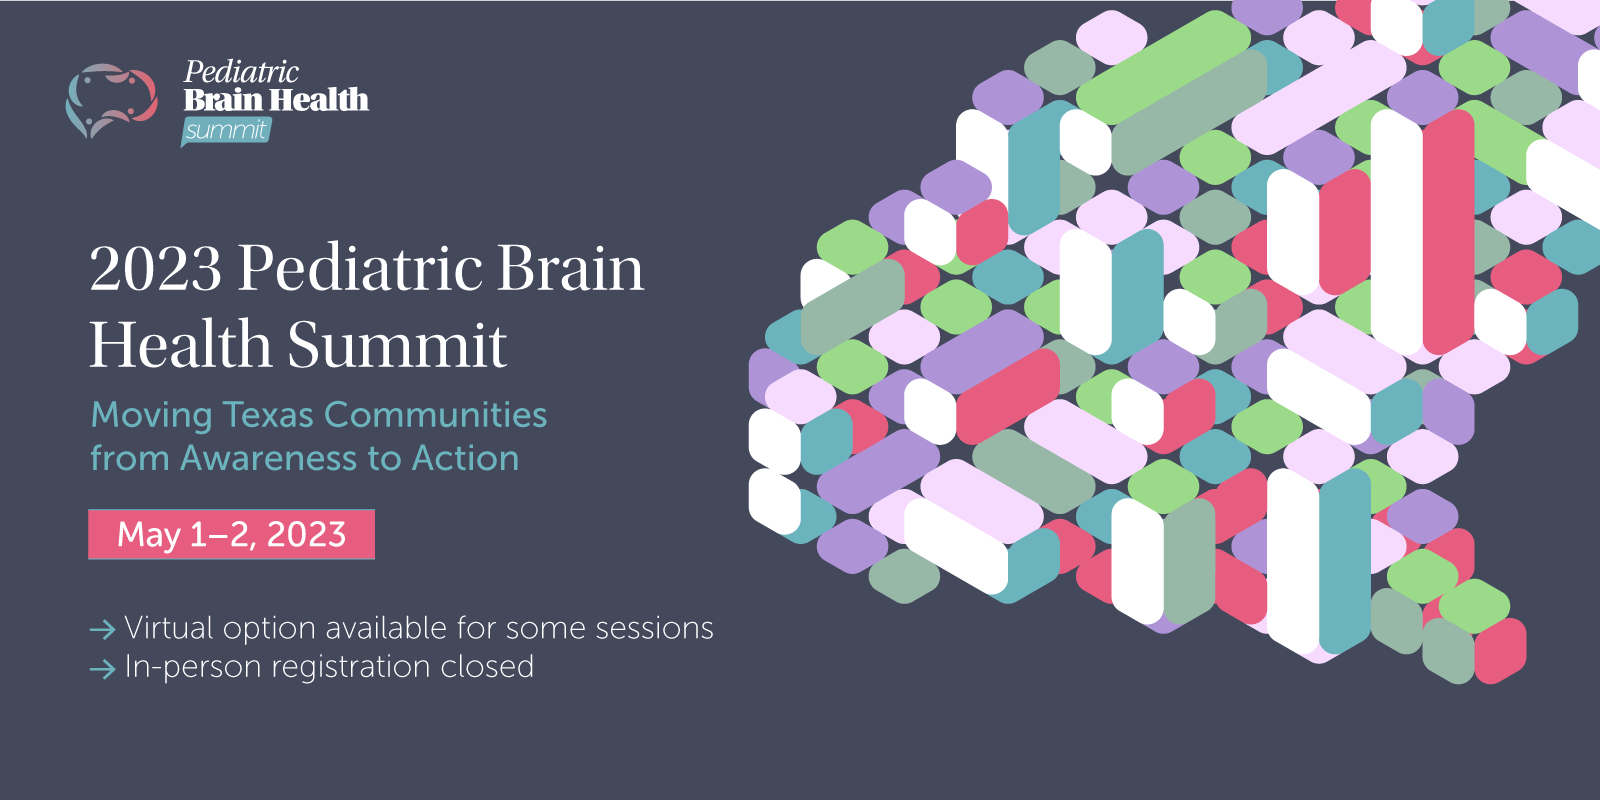 Pediatric
Brain Health
summit
2023 Pediatric Brain
Health Summit
Moving Texas Communities
from Awareness to Action
May 1–2, 2023
→ Virtual option available for some sessions
→ In-person registration closed